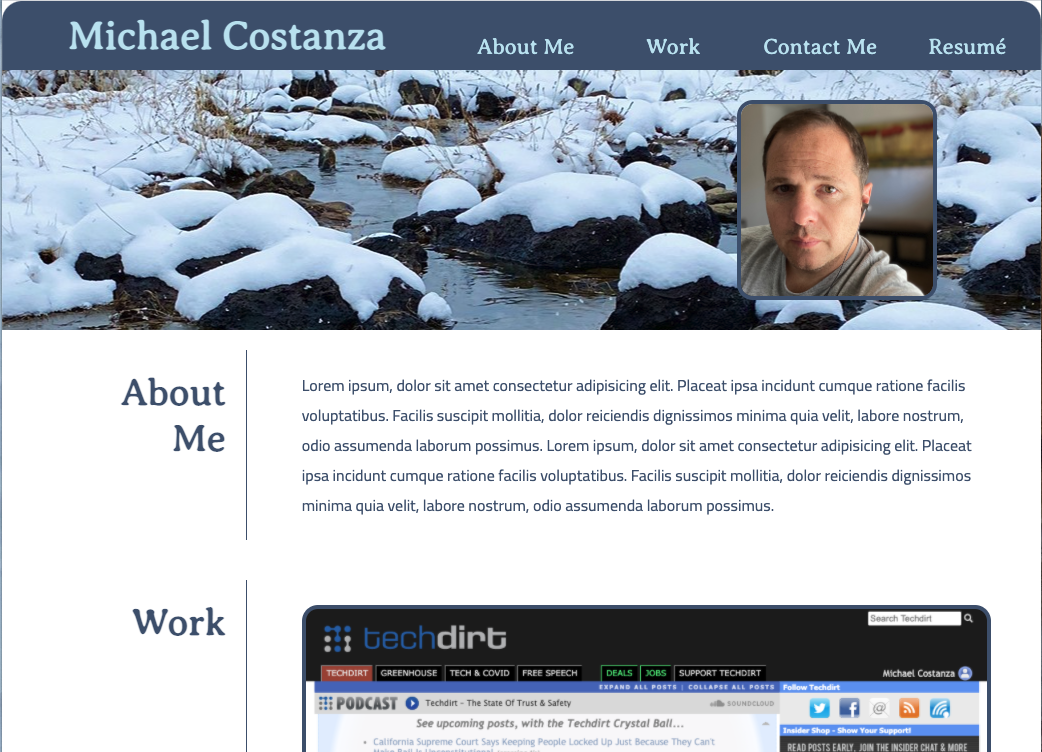 Michael Costanza
About Me Work Contact Me Resumé
About
Me
Lorem ipsum, dolor sit amet consectetur adipisicing elit. Placeat ipsa incidunt cumque ratione facilis
voluptatibus. Facilis suscipit mollitia, dolor reiciendis dignissimos minima quia velit, labore nostrum,
odio assumenda laborum possimus. Lorem ipsum, dolor sit amet consectetur adipisicing elit. Placeat
ipsa incidunt cumque ratione facilis voluptatibus. Facilis suscipit mollitia, dolor reiciendis dignissimos
minima quia velit, labore nostrum, odio assumenda laborum possimus.
Work
Search Techdirt
techdirt
TECHDIRT GREENHOUSE TECH & COVID FREE SPEECH DEALS JOBS SUPPORT TECHDIRT Michael Costanza
EXPAND ALL POSTS | COLLAPSE ALL POSTS Follow Techdirt
PODCAST Techdirt - The State Of Trust & Safety SOUNDCLOUD
See upcoming posts, with the Techdirt Crystal Ball...
Insider Shop - Show Your Support!
California Supreme Court Says Keeping People Locked Up Just Because They Can't
READ POSTS EARLY, JOIN THE INSIDER CHAT & MORE